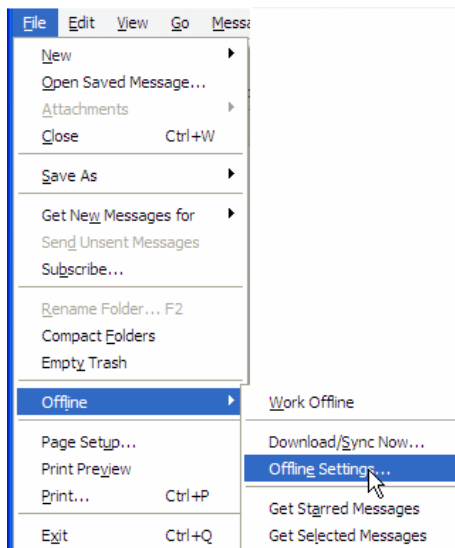 File Edit View Go Messa
New
Open Saved Message...
Attachments
Close Ctrl+W
Save As
Get New Messages for
Send Unsent Messages
Subscribe...
Rename Folder... F2
Compact Folders
Empty Trash
Offline
Page Setup...
Print Preview
Print... Ctrl+P
Exit Ctrl+Q
Work Offline
Download/Sync Now...
Offline Settings...
Get Starred Messages
Get Selected Messages